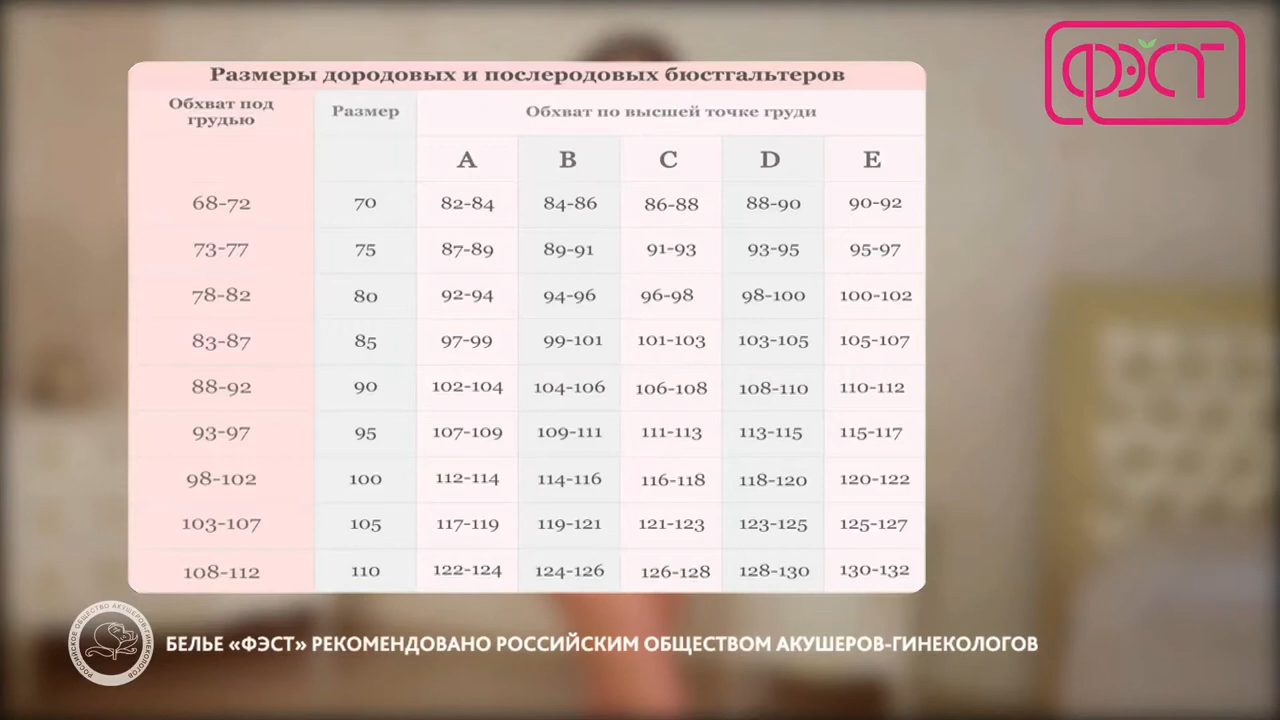 ФЭСТ
Размеры дородовых и послеродовых бюстгальтеров
Обхват под
грудью
Размер
Обхват по высшей точке груди
A B C D E
68-72 70 82-84 84-86 86-88 88-90 90-92
73-77 75 87-89 89-91 91-93 93-95 95-97
78-82 80 92-94 94-96 96-98 98-100 100-102
83-87 85 97-99 99-101 101-103 103-105 105-107
88-92 90 102-104 104-106 106-108 108-110 110-112
93-97 95 107-109 109-111 111-113 113-115 115-117
98-102 100 112-114 114-116 116-118 118-120 120-122
103-107 105 117-119 119-121 121-123 123-125 125-127
108-112 110 122-124 124-126 126-128 128-130 130-132
РОССИЙСКОЕ ОБЩЕСТВО АКУШЕРОВ-ГИНЕКОЛОГОВ
БЕЛЬЕ «ФЭСТ» РЕКОМЕНДОВАНО РОССИЙСКИМ ОБЩЕСТВОМ АКУШЕРОВ-ГИНЕКОЛОГОВ